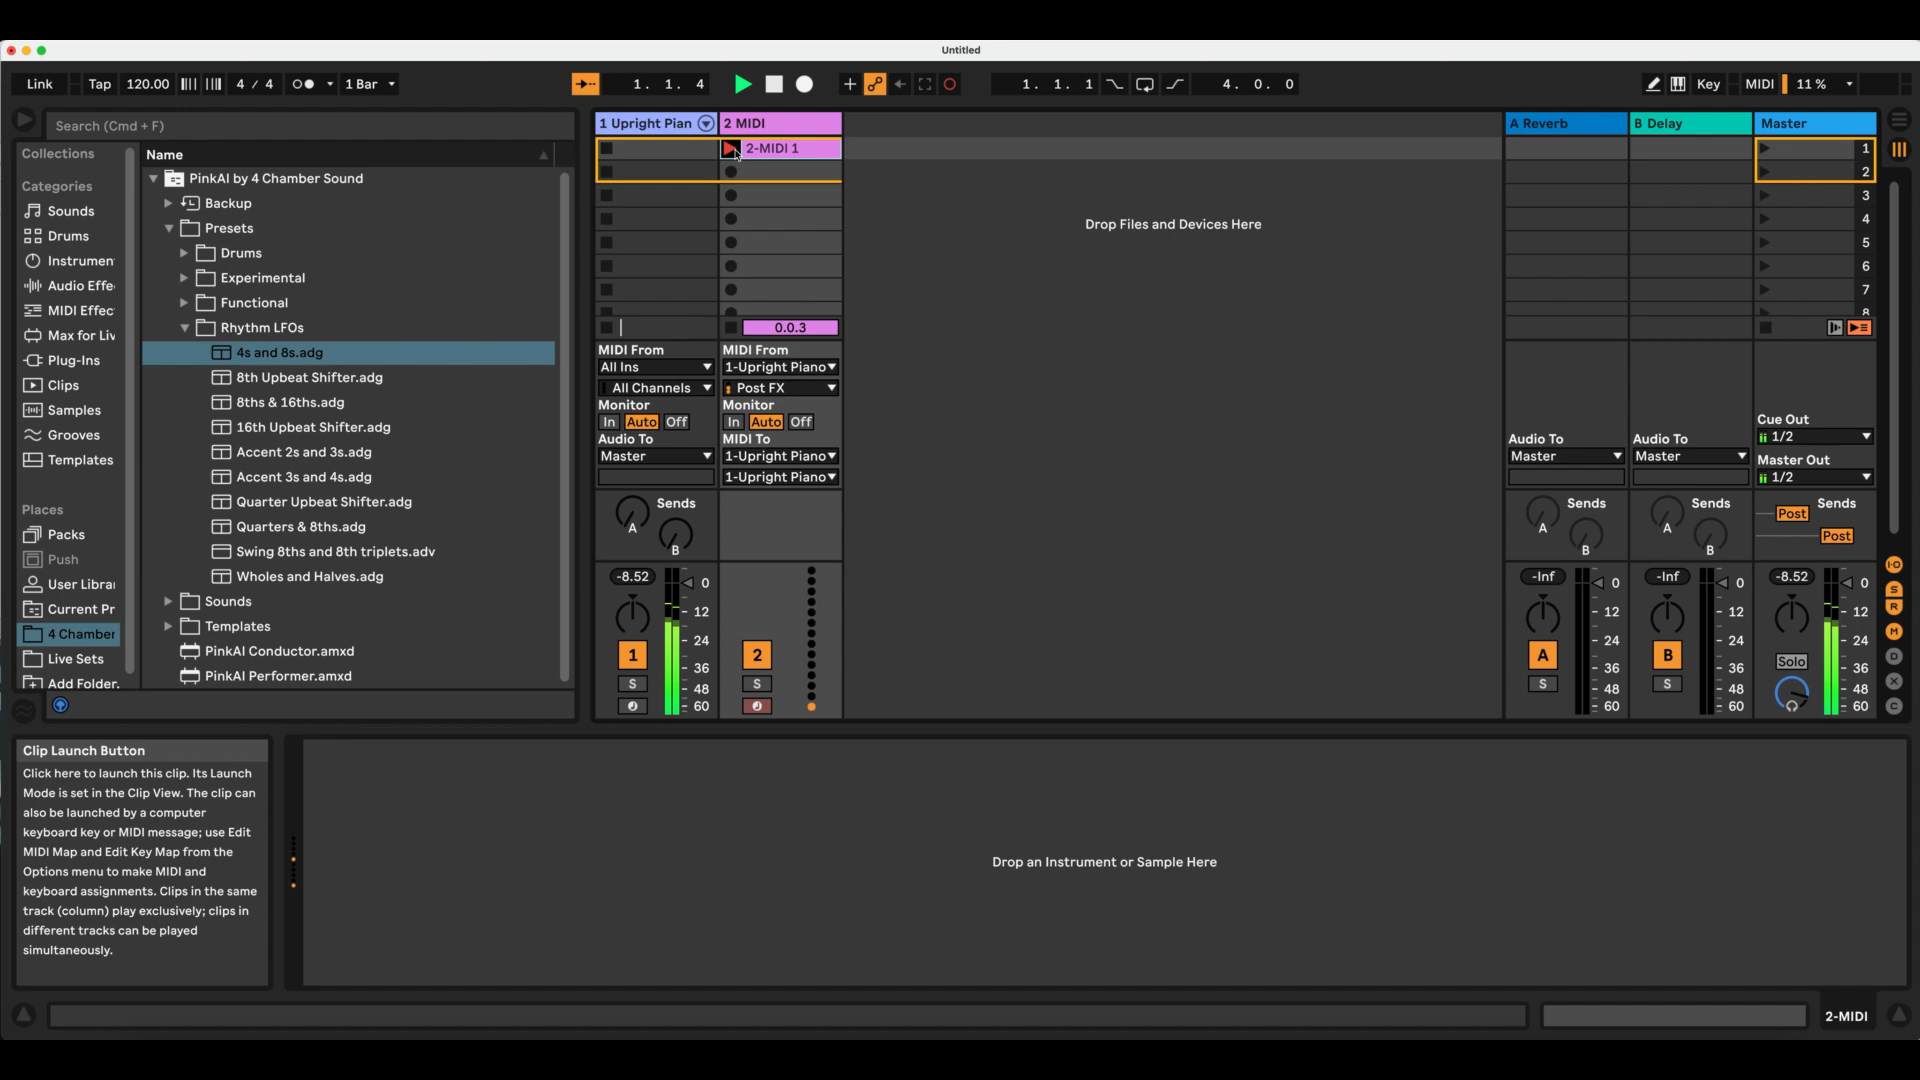 Untitled
Link Tap 120.00 4 / 4 1 Bar 1. 1. 4 1. 1. 1 4. 0. 0 Key MIDI 11 %
Search (Cmd + F)
Collections
Categories
Sounds
Drums
Instrumen
Audio Effe
MIDI Effec
Max for Liv
Plug-Ins
Clips
Samples
Grooves
Templates
Places
Packs
Push
User Librar
Current Pr
4 Chamber
Live Sets
Add Folder.
Name
PinkAI by 4 Chamber Sound
Backup
Presets
Drums
Experimental
Functional
Rhythm LFOs
4s and 8s.adg
8th Upbeat Shifter.adg
8ths & 16ths.adg
16th Upbeat Shifter.adg
Accent 2s and 3s.adg
Accent 3s and 4s.adg
Quarter Upbeat Shifter.adg
Quarters & 8ths.adg
Swing 8ths and 8th triplets.adv
Wholes and Halves.adg
Sounds
Templates
PinkAI Conductor.amxd
PinkAI Performer.amxd
1 Upright Pian
MIDI From
All Ins
All Channels
Monitor
In Auto Off
Audio To
Master
Sends
A
B
-8.52
0
12
24
36
48
60
1
S
2 MIDI
2-MIDI 1
0.0.3
MIDI From
1-Upright Piano
Post FX
Monitor
In Auto Off
MIDI To
1-Upright Piano
1-Upright Piano
2
S
Drop Files and Devices Here
A Reverb
Audio To
Master
Sends
A
B
-Inf
0
12
24
36
48
60
A
S
B Delay
Audio To
Master
Sends
A
B
-Inf
0
12
24
36
48
60
B
S
Master
1
2
3
4
5
6
7
8
Cue Out
1/2
Master Out
1/2
Sends
Post
Post
-8.52
0
12
24
36
48
60
Solo
I·O
S
R
M
D
X
C
Clip Launch Button
Click here to launch this clip. Its Launch
Mode is set in the Clip View. The clip can
also be launched by a computer
keyboard key or MIDI message; use Edit
MIDI Map and Edit Key Map from the
Options menu to make MIDI and
keyboard assignments. Clips in the same
track (column) play exclusively; clips in
different tracks can be played
simultaneously.
Drop an Instrument or Sample Here
2-MIDI